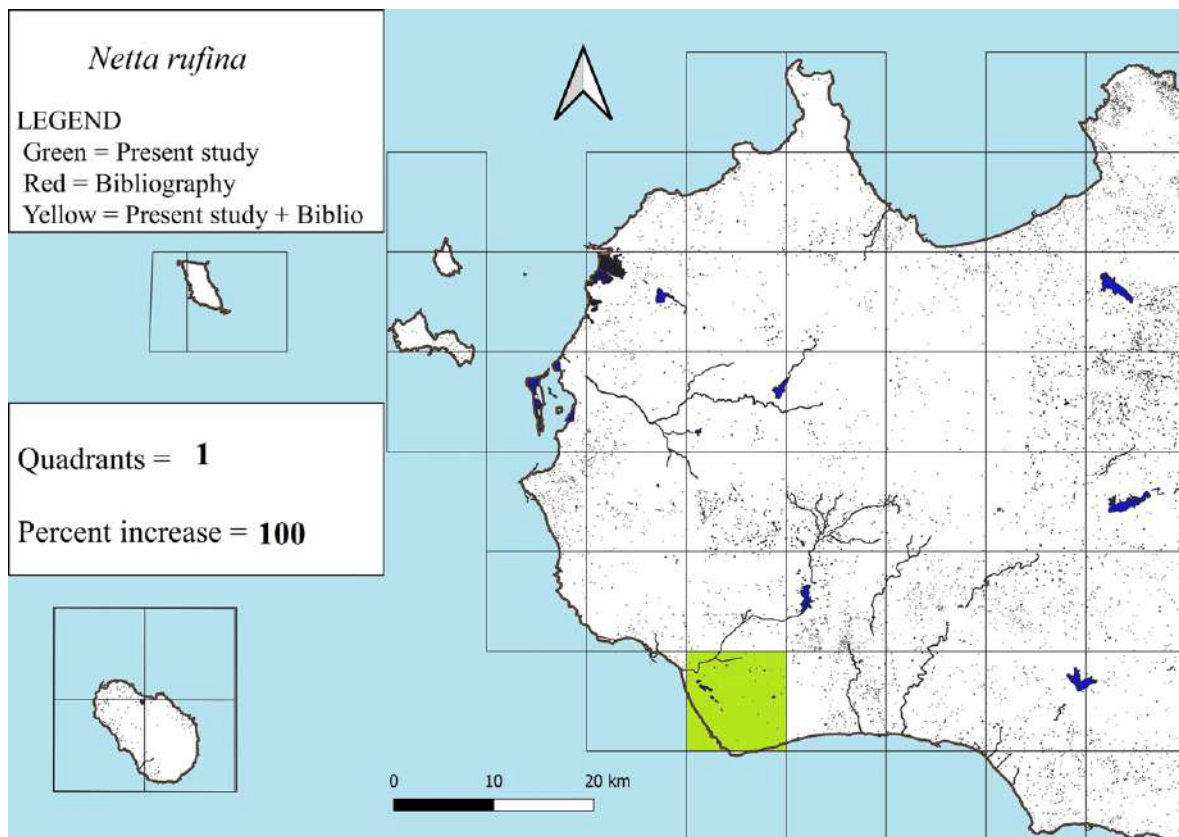 Netta rufina
LEGEND
Green = Present study
Red = Bibliography
Yellow = Present study + Biblio
Quadrants = 1
Percent increase = 100
0 10 20 km